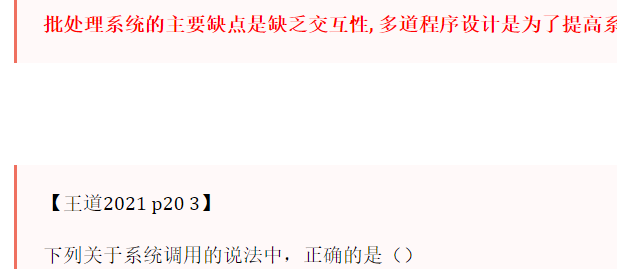 批处理系统的主要缺点是缺乏交互性, 多道程序设计是为了提高系
【王道2021 p20 3】
下列关于系统调用的说法中，正确的是（）